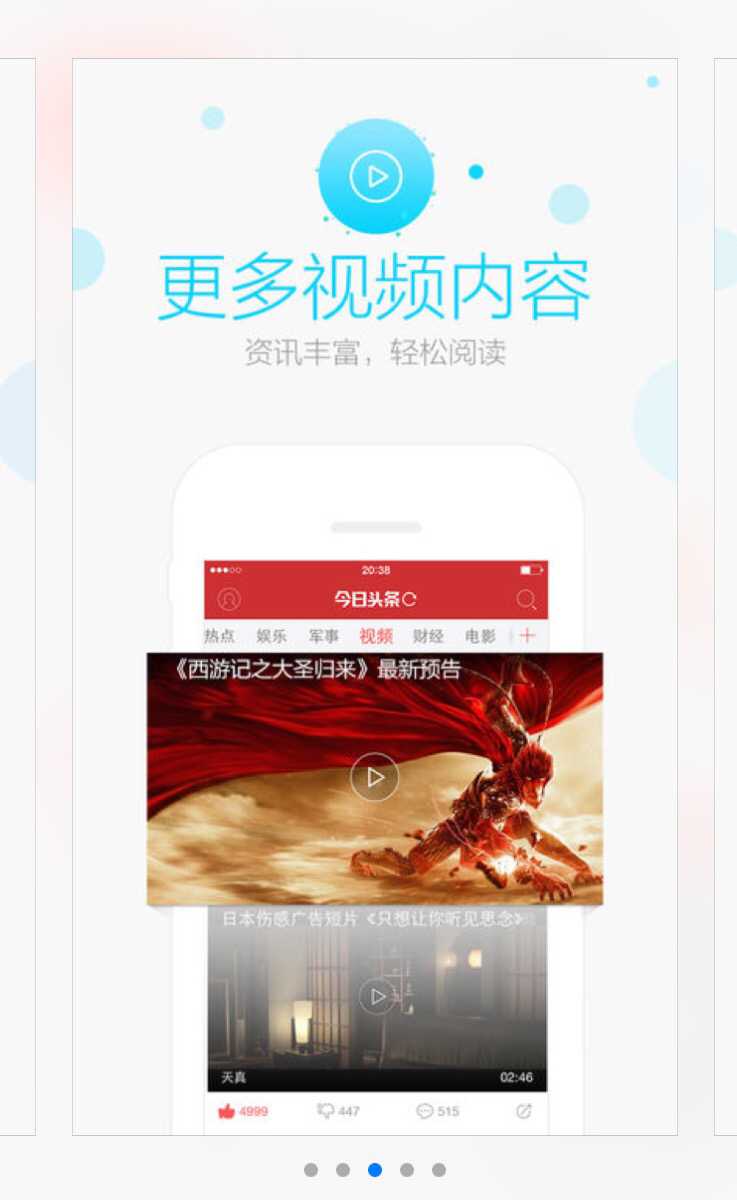 更多视频内容
资讯丰富，轻松阅读
20:38
今日头条
热点 娱乐 军事 视频 财经 电影
《西游记之大圣归来》最新预告
日本伤感广告短片《只想让你听见思念》
天真 02:46
4999 447 515